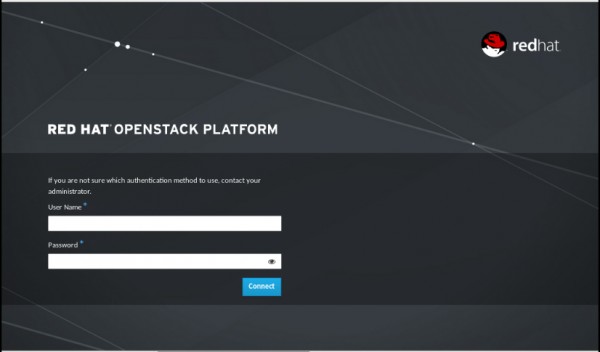 redhat.
RED HAT® OPENSTACK PLATFORM
If you are not sure which authentication method to use, contact your
administrator.
User Name *
Password *
Connect